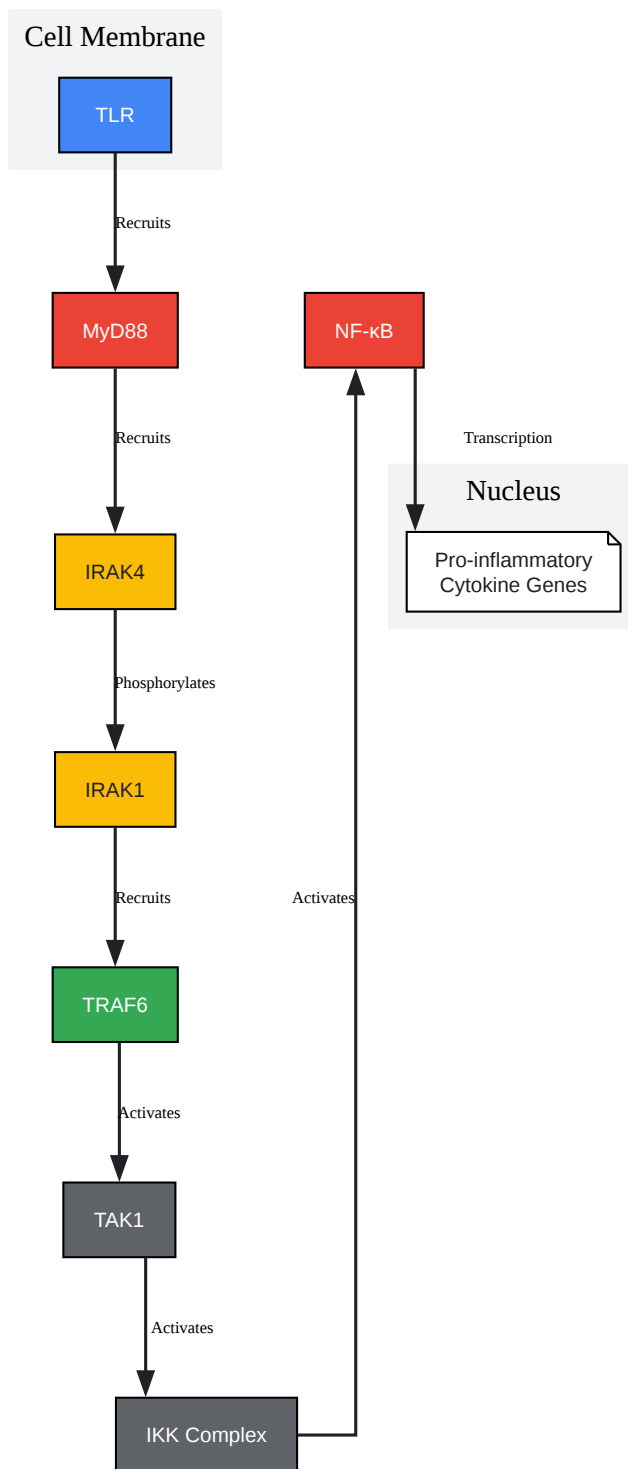 Cell Membrane
TLR
Recruits
MyD88
Recruits
IRAK4
Phosphorylates
IRAK1
Recruits
TRAF6
Activates
TAK1
Activates
IKK Complex
Activates
NF-κB
Transcription
Nucleus
Pro-inflammatory
Cytokine Genes